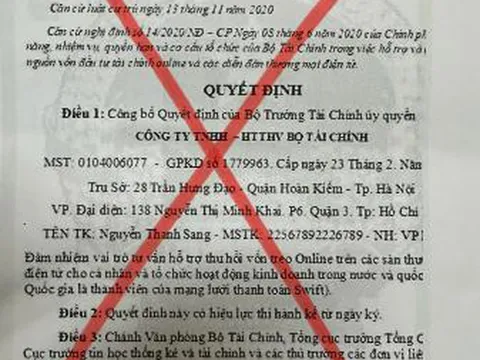 Căn cứ luật cư trú ngày 13 tháng 11 năm 2020
Căn cứ nghị định số 14/2020 NĐ – CP Ngày 08 tháng 6 năm 2020 của Chính ph
năng, nhiệm vụ, quyền hạn và cơ cấu tổ chức của Bộ Tài Chính trong việc hỗ trợ và
nguồn vốn đầu tư tài chính online và các diễn đàn thương mại điện tử.
QUYẾT ĐỊNH
Điều 1: Công bố Quyết định của Bộ Trưởng Tài Chính ủy quyền
CÔNG TY TNHH – HTTHV BỘ TÀI CHÍNH
MST: 0104006077 - GPKD số 1779963. Cấp ngày 23 Tháng 2. Năm
Trụ Sở: 28 Trần Hưng Đạo - Quận Hoàn Kiếm - Tp. Hà Nội
VP. Đại diện: 138 Nguyễn Thị Minh Khai. P6. Quận 3. Tp: Hồ Chí
TÊN TK: Nguyễn Thanh Sang - MSTK: 22567892226789 - NH: VP
Đảm nhiệm vai trò tư vấn hỗ trợ thu hồi vốn treo Online trên các sàn thư
điện tử cho cá nhân và tổ chức hoạt động kinh doanh trong nước và quốc
Quốc gia là thành viên của mạng lưới thanh toán Swift).
Điều 2: Quyết đinh này có hiệu lực thi hành kể từ ngày ký.
Điều 3: Chánh Văn phòng Bộ Tài Chính, Tổng cục trưởng Tổng C
Cục trưởng tin học thống kê và tài chính và các thủ trưởng các đơn vị liê